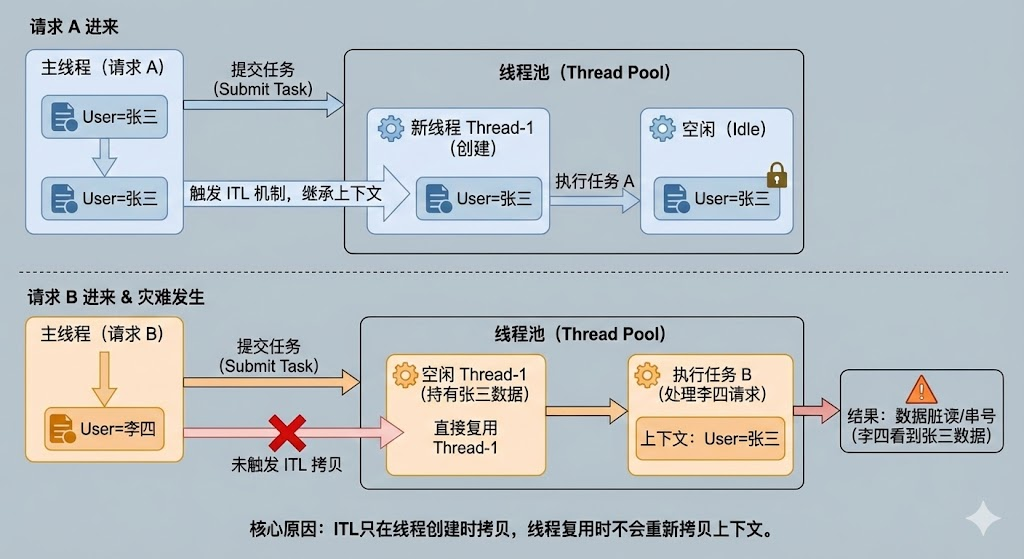 请求 A 进来
主线程（请求 A）
User=张三
User=张三
提交任务
(Submit Task)
触发 ITL 机制，继承上下文
线程池（Thread Pool）
新线程 Thread-1
(创建)
User=张三
执行任务 A
空闲（Idle）
User=张三
请求 B 进来 & 灾难发生
主线程（请求 B）
User=李四
提交任务
(Submit Task)
未触发 ITL 拷贝
线程池（Thread Pool）
空闲 Thread-1
(持有张三数据)
直接复用
Thread-1
执行任务 B
(处理李四请求)
上下文：User=张三
结果：数据脏读/串号
(李四看到张三数据)
核心原因：ITL只在线程创建时拷贝，线程复用时不会重新拷贝上下文。